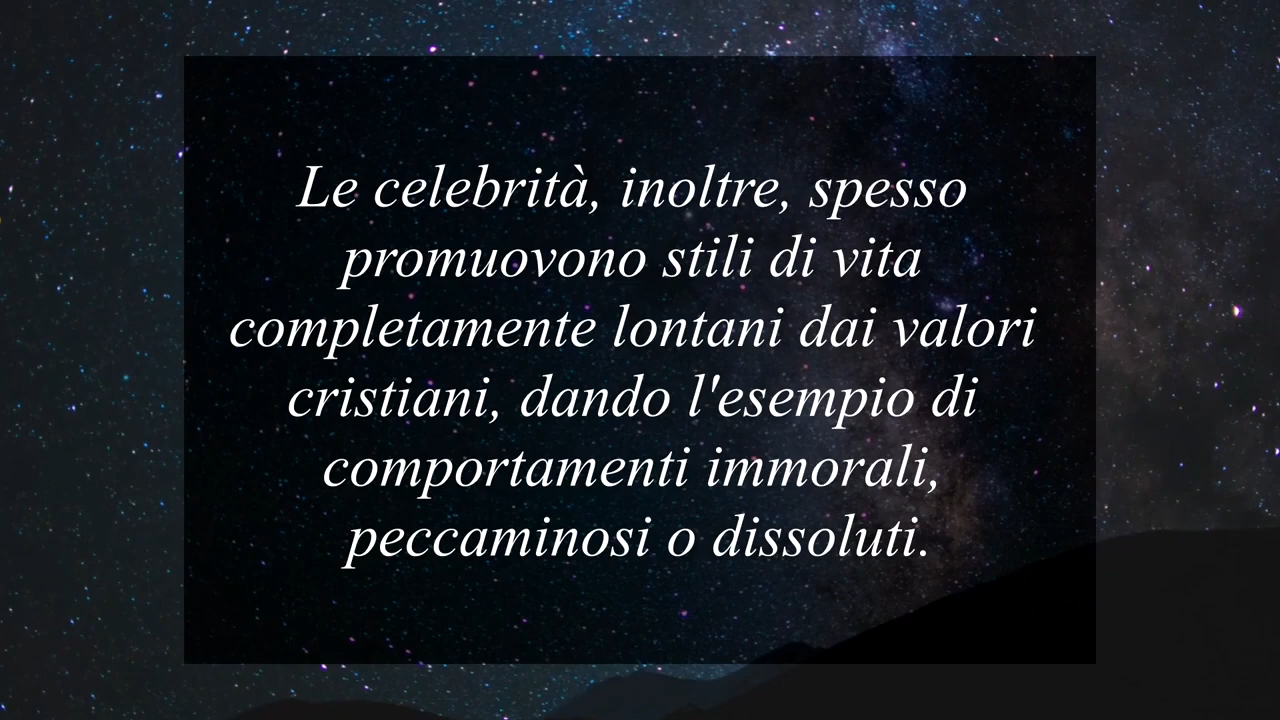 Le celebrità, inoltre, spesso
promuovono stili di vita
completamente lontani dai valori
cristiani, dando l'esempio di
comportamenti immorali,
peccaminosi o dissoluti.